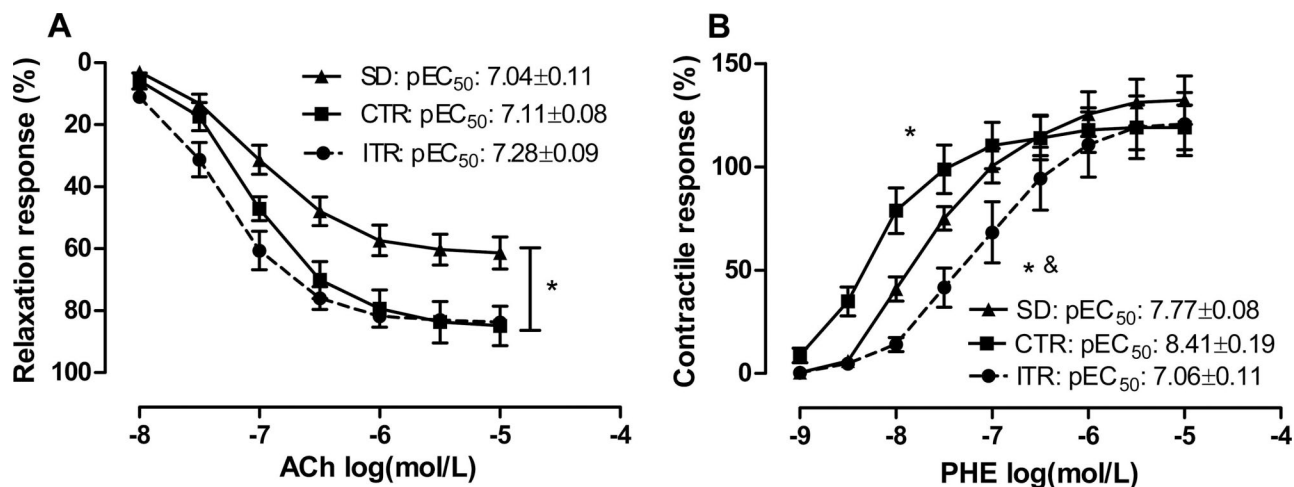 A
Relaxation response (%)
0
20
40
60
80
100
SD: pEC₅₀: 7.04±0.11
CTR: pEC₅₀: 7.11±0.08
ITR: pEC₅₀: 7.28±0.09
*
-8 -7 -6 -5 -4
ACh log(mol/L)
B
Contractile response (%)
150
100
50
0
*
* &
SD: pEC₅₀: 7.77±0.08
CTR: pEC₅₀: 8.41±0.19
ITR: pEC₅₀: 7.06±0.11
-9 -8 -7 -6 -5 -4
PHE log(mol/L)